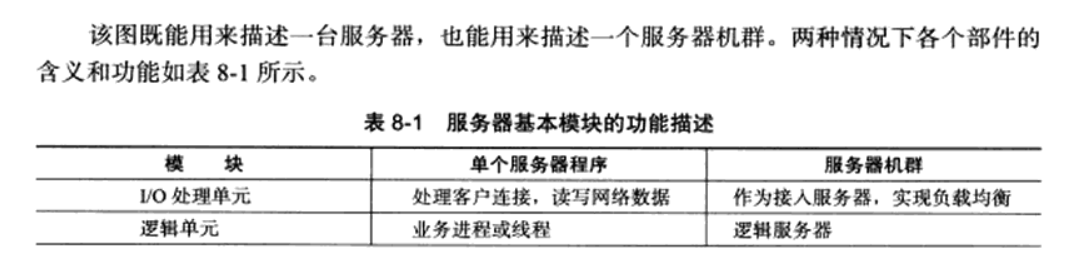 该图既能用来描述一台服务器，也能用来描述一个服务器机群。两种情况下各个部件的
含义和功能如表 8-1 所示。
表 8-1 服务器基本模块的功能描述
模 块 单个服务器程序 服务器机群
I/O 处理单元 处理客户连接，读写网络数据 作为接入服务器，实现负载均衡
逻辑单元 业务进程或线程 逻辑服务器